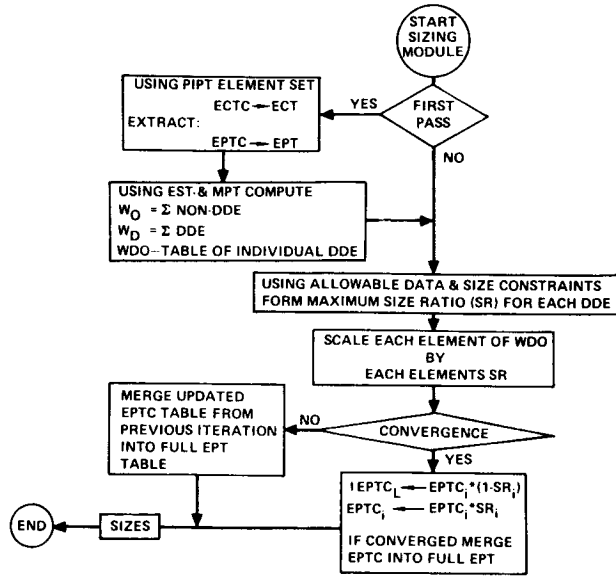 START
SIZING
MODULE
USING PIPT ELEMENT SET
ECTC ← ECT
EXTRACT:
EPTC ← EPT
YES
FIRST
PASS
NO
USING EST & MPT COMPUTE
W_O = Σ NON-DDE
W_D = Σ DDE
WDO-TABLE OF INDIVIDUAL DDE
USING ALLOWABLE DATA & SIZE CONSTRAINTS
FORM MAXIMUM SIZE RATIO (SR) FOR EACH DDE
SCALE EACH ELEMENT OF WDO
BY
EACH ELEMENTS SR
MERGE UPDATED
EPTC TABLE FROM
PREVIOUS ITERATION
INTO FULL EPT
TABLE
NO
CONVERGENCE
YES
1 EPTC_L ← EPTC_i*(1-SR_i)
EPTC_i ← EPTC_i*SR_i
IF CONVERGED MERGE
EPTC INTO FULL EPT
SIZES
END